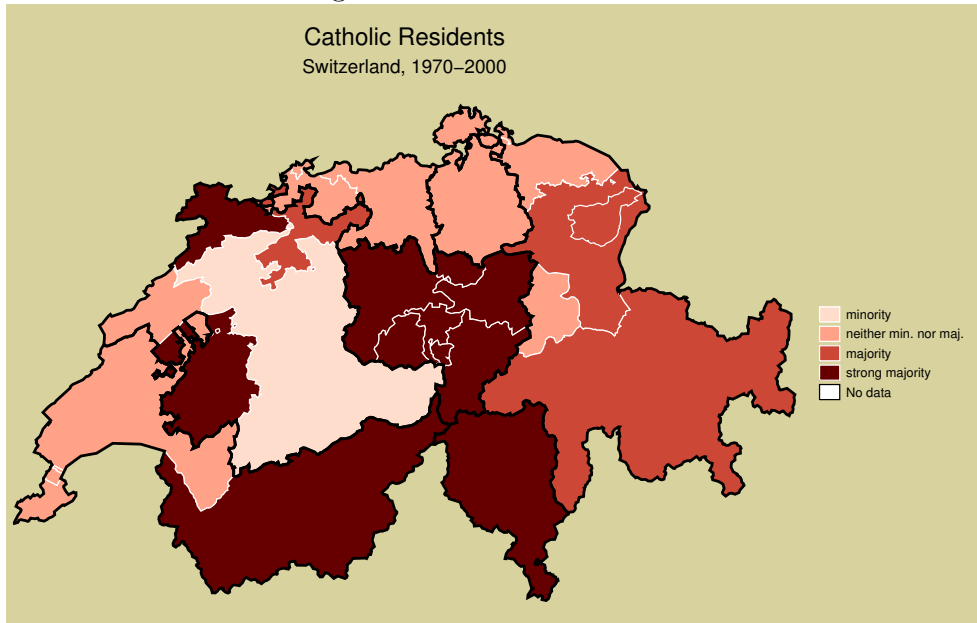 Catholic Residents
Switzerland, 1970−2000
minority
neither min. nor maj.
majority
strong majority
No data